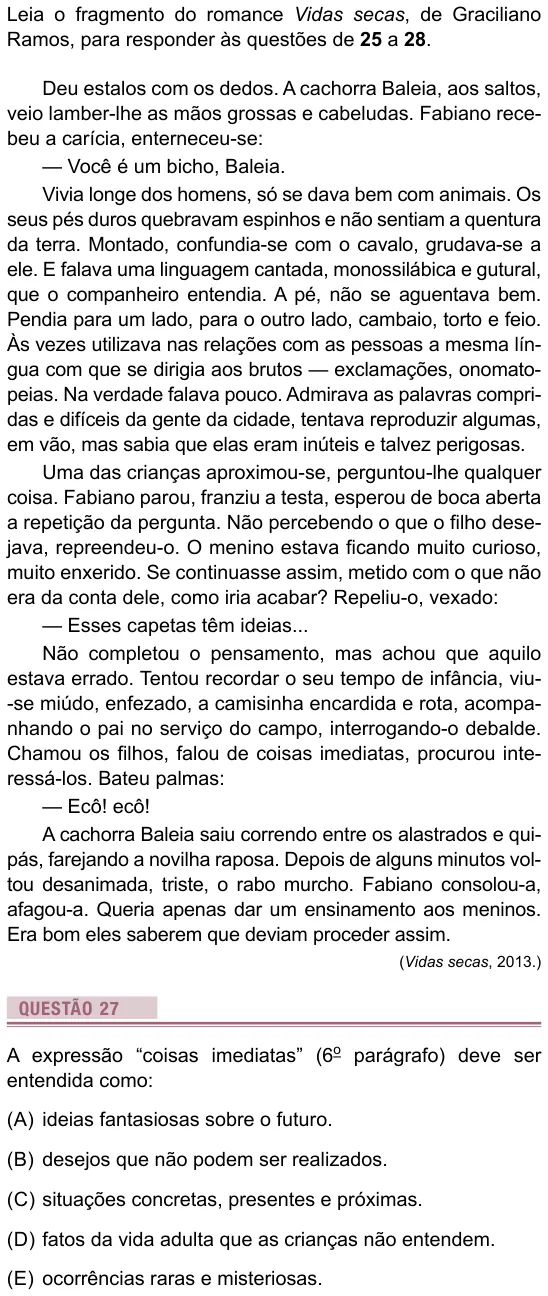 Leia o fragmento do romance Vidas secas, de Graciliano
Ramos, para responder às questões de 25 a 28.
Deu estalos com os dedos. A cachorra Baleia, aos saltos,
veio lamber-lhe as mãos grossas e cabeludas. Fabiano rece-
beu a carícia, enterneceu-se:
— Você é um bicho, Baleia.
Vivia longe dos homens, só se dava bem com animais. Os
seus pés duros quebravam espinhos e não sentiam a quentura
da terra. Montado, confundia-se com o cavalo, grudava-se a
ele. E falava uma linguagem cantada, monossilábica e gutural,
que o companheiro entendia. A pé, não se aguentava bem.
Pendia para um lado, para o outro lado, cambaio, torto e feio.
Às vezes utilizava nas relações com as pessoas a mesma lín-
gua com que se dirigia aos brutos — exclamações, onomato-
peias. Na verdade falava pouco. Admirava as palavras compri-
das e difíceis da gente da cidade, tentava reproduzir algumas,
em vão, mas sabia que elas eram inúteis e talvez perigosas.
Uma das crianças aproximou-se, perguntou-lhe qualquer
coisa. Fabiano parou, franziu a testa, esperou de boca aberta
a repetição da pergunta. Não percebendo o que o filho dese-
java, repreendeu-o. O menino estava ficando muito curioso,
muito enxerido. Se continuasse assim, metido com o que não
era da conta dele, como iria acabar? Repeliu-o, vexado:
— Esses capetas têm ideias...
Não completou o pensamento, mas achou que aquilo
estava errado. Tentou recordar o seu tempo de infância, viu-
-se miúdo, enfezado, a camisinha encardida e rota, acompa-
nhando o pai no serviço do campo, interrogando-o debalde.
Chamou os filhos, falou de coisas imediatas, procurou inte-
ressá-los. Bateu palmas:
— Ecô! ecô!
A cachorra Baleia saiu correndo entre os alastrados e qui-
pás, farejando a novilha raposa. Depois de alguns minutos vol-
tou desanimada, triste, o rabo murcho. Fabiano consolou-a,
afagou-a. Queria apenas dar um ensinamento aos meninos.
Era bom eles saberem que deviam proceder assim.
(Vidas secas, 2013.)
QUESTÃO 27
A expressão “coisas imediatas” (6º parágrafo) deve ser
entendida como:
(A) ideias fantasiosas sobre o futuro.
(B) desejos que não podem ser realizados.
(C) situações concretas, presentes e próximas.
(D) fatos da vida adulta que as crianças não entendem.
(E) ocorrências raras e misteriosas.